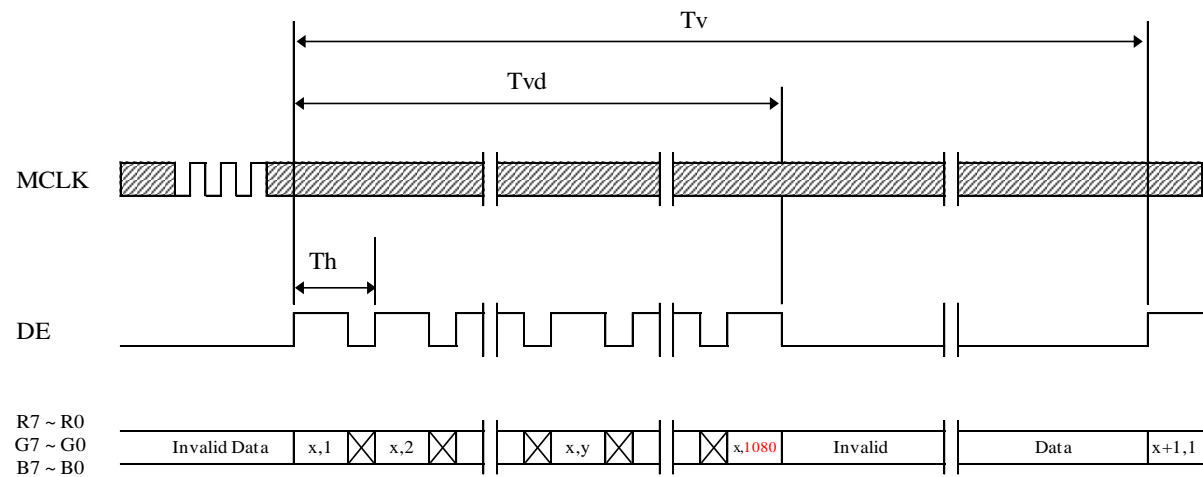 Tv
Tvd
MCLK
Th
DE
R7 ~ R0
G7 ~ G0
B7 ~ B0
Invalid Data x,1 x,2 x,y x,1080 Invalid Data x+1,1